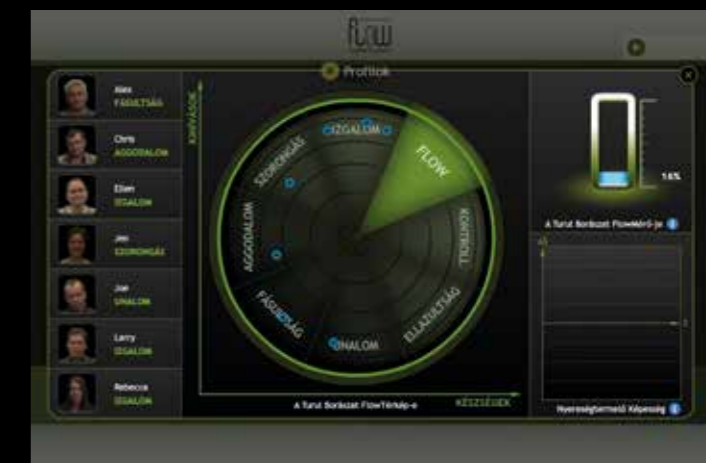 flow
Profilok
Alex
FÁSULTSÁG
Chris
AGGODALOM
Ellen
IZGALOM
Jen
SZORONGÁS
Joe
UNALOM
Larry
IZGALOM
Rebecca
IZGALOM
KIHÍVÁSOK
IZGALOM
FLOW
KONTROLL
ELLAZULTSÁG
UNALOM
FÁSULTSÁG
AGGODALOM
SZORONGÁS
A Turul Borászat FlowTérkép-e
KÉSZSÉGEK
16%
A Turul Borászat FlowMérő-je
Nyereségtermelő Képesség